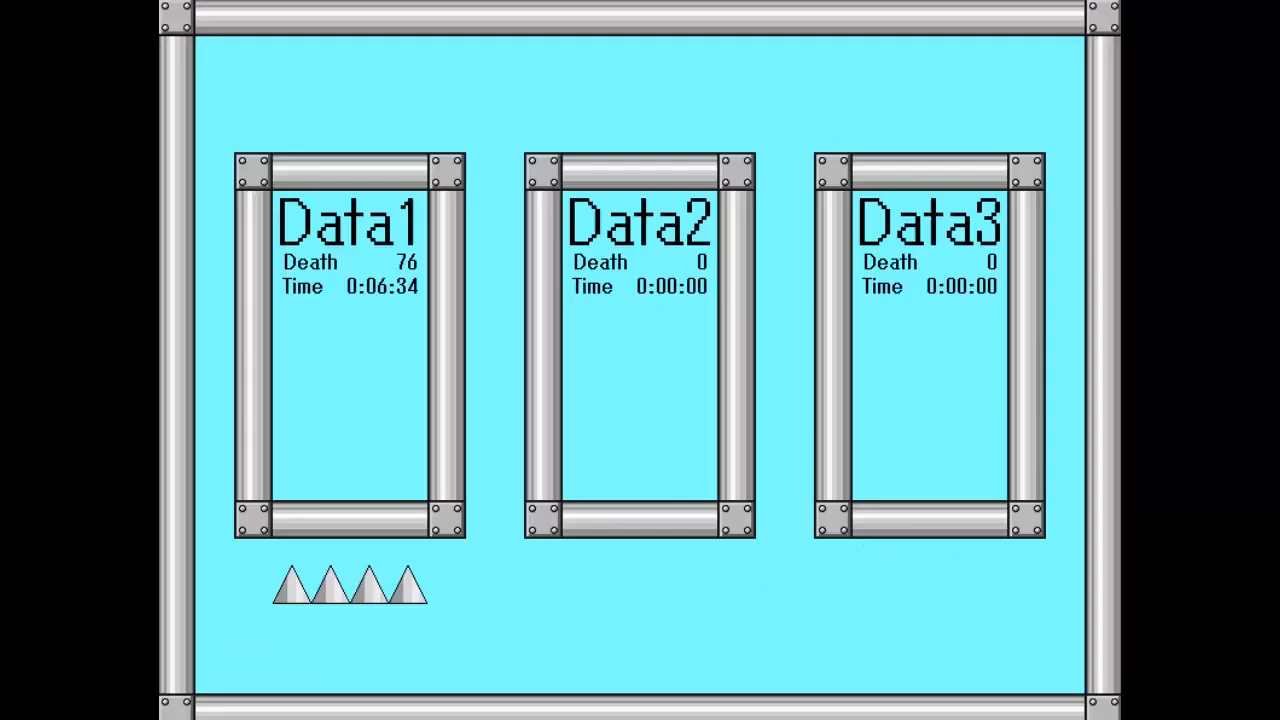 Data1
Death 76
Time 0:06:34
Data2
Death 0
Time 0:00:00
Data3
Death 0
Time 0:00:00